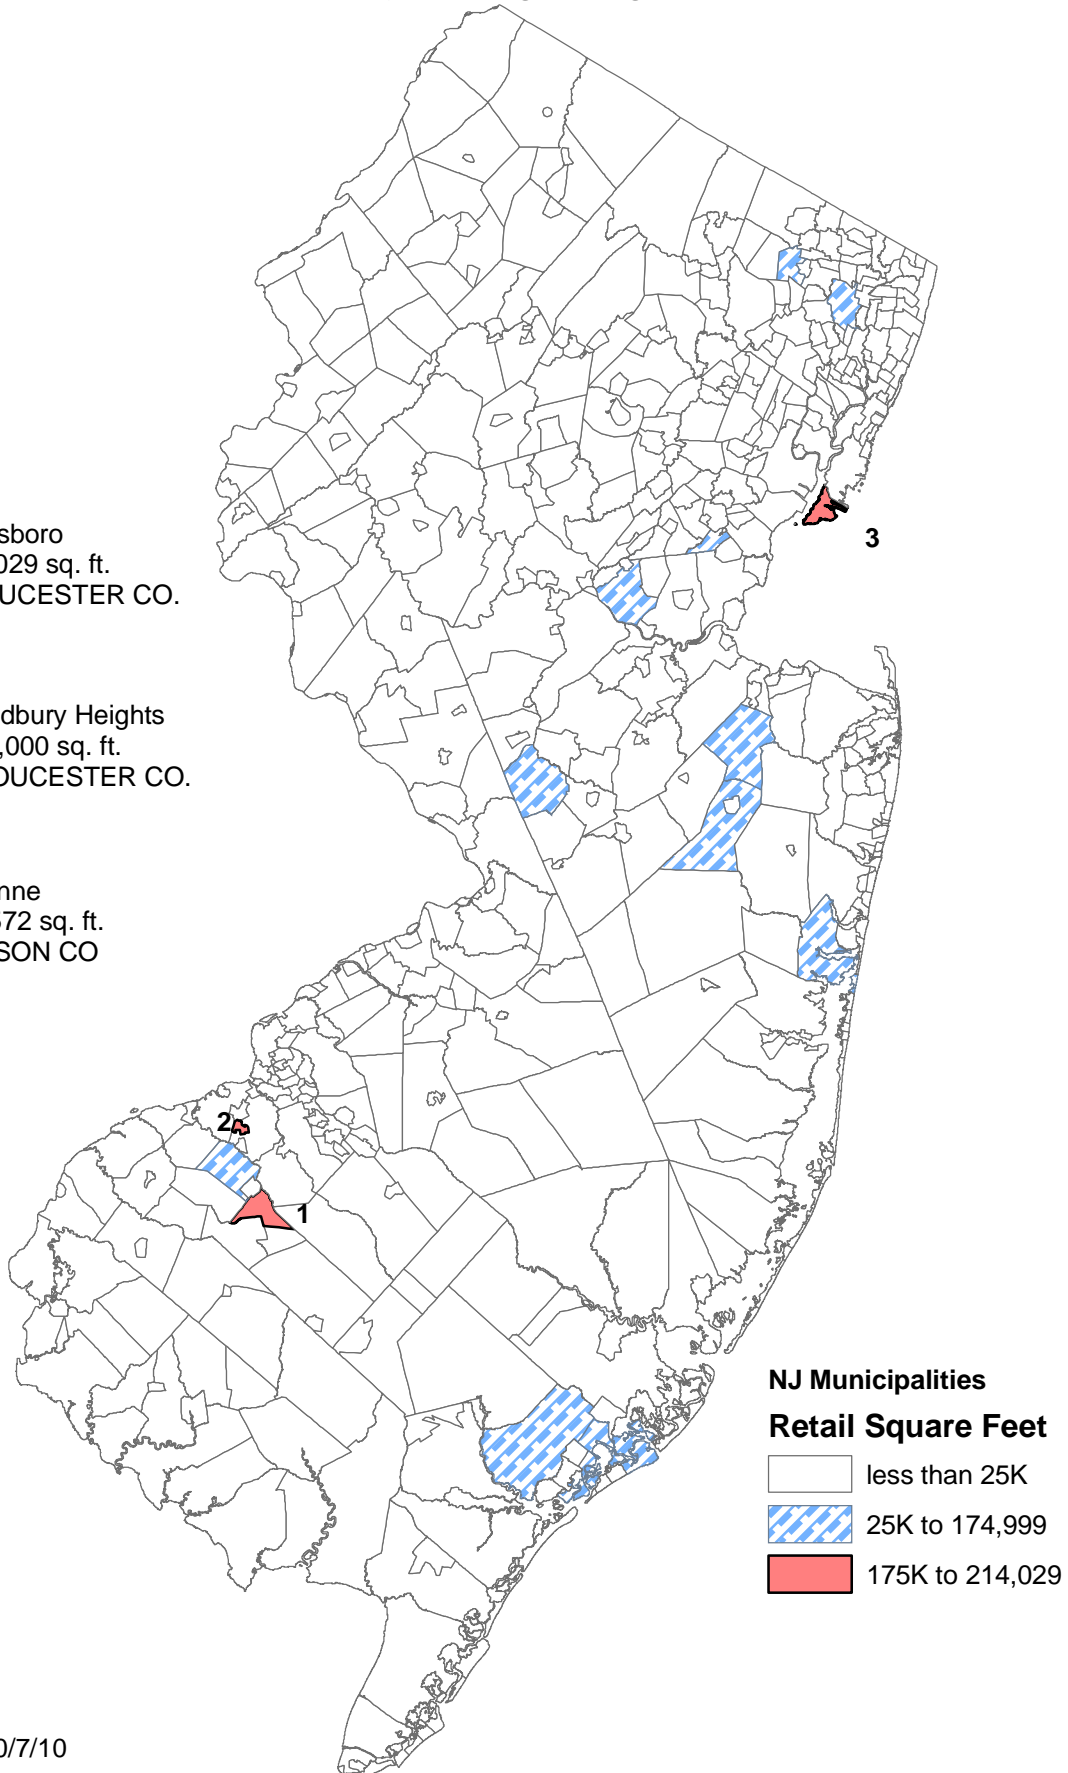 sboro
029 sq. ft.
UCESTER CO.
dbury Heights
,000 sq. ft.
OUCESTER CO.
nne
572 sq. ft.
SON CO
3
2
1
NJ Municipalities
Retail Square Feet
less than 25K
25K to 174,999
175K to 214,029
0/7/10